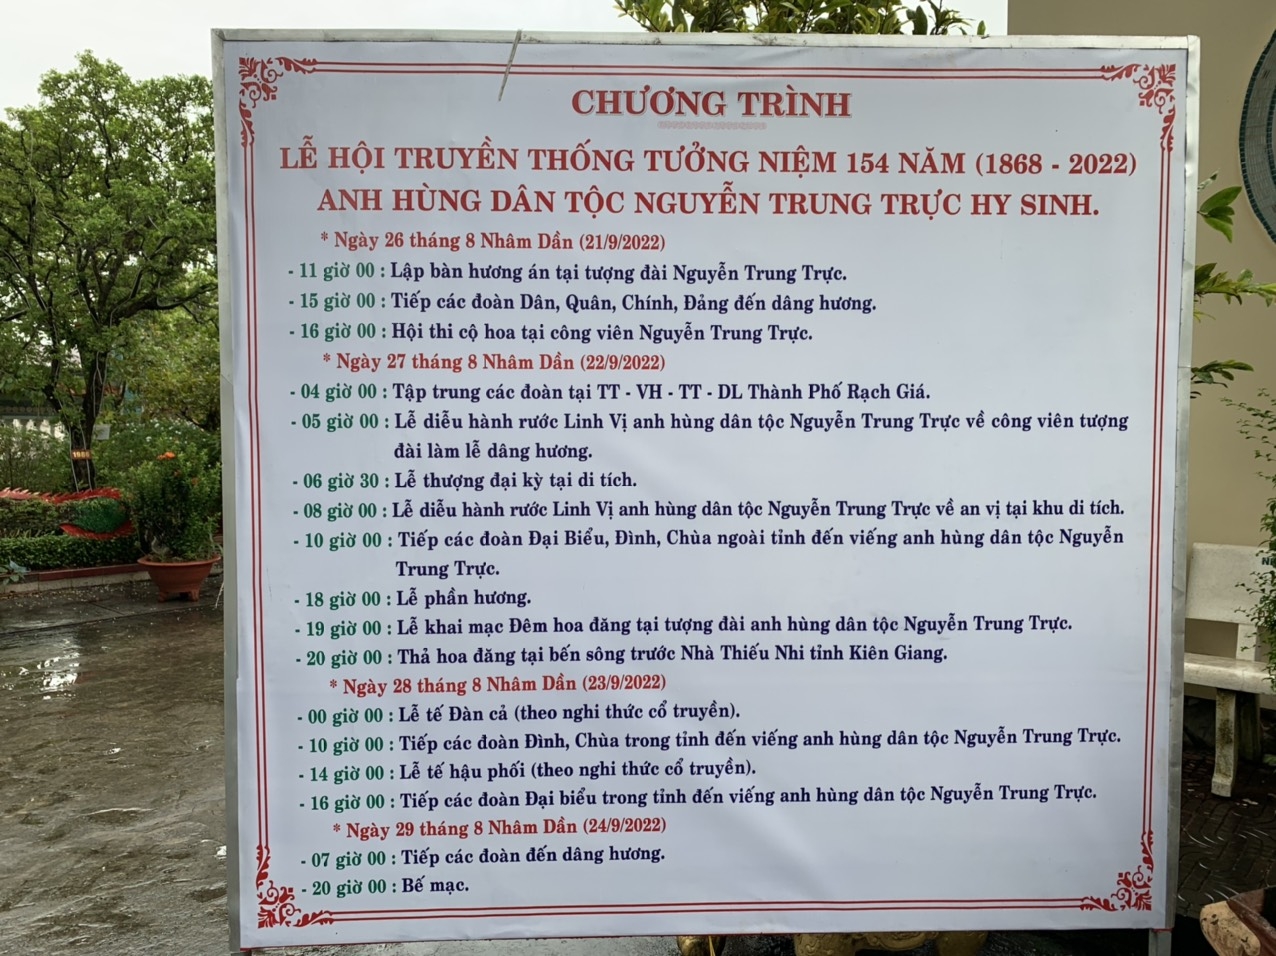 CHƯƠNG TRÌNH
LỄ HỘI TRUYỀN THỐNG TƯỞNG NIỆM 154 NĂM (1868 - 2022)
ANH HÙNG DÂN TỘC NGUYỄN TRUNG TRỰC HY SINH.
* Ngày 26 tháng 8 Nhâm Dần (21/9/2022)
- 11 giờ 00 : Lập bàn hương án tại tượng đài Nguyễn Trung Trực.
- 15 giờ 00 : Tiếp các đoàn Dân, Quân, Chính, Đảng đến dâng hương.
- 16 giờ 00 : Hội thi cộ hoa tại công viên Nguyễn Trung Trực.
* Ngày 27 tháng 8 Nhâm Dần (22/9/2022)
- 04 giờ 00 : Tập trung các đoàn tại TT - VH - TT - DL Thành Phố Rạch Giá.
- 05 giờ 00 : Lễ diễu hành rước Linh Vị anh hùng dân tộc Nguyễn Trung Trực về công viên tượng
đài làm lễ dâng hương.
- 06 giờ 30 : Lễ thượng đại kỳ tại di tích.
- 08 giờ 00 : Lễ diễu hành rước Linh Vị anh hùng dân tộc Nguyễn Trung Trực về an vị tại khu di tích.
- 10 giờ 00 : Tiếp các đoàn Đại Biểu, Đình, Chùa ngoài tỉnh đến viếng anh hùng dân tộc Nguyễn
Trung Trực.
- 18 giờ 00 : Lễ phần hương.
- 19 giờ 00 : Lễ khai mạc Đêm hoa đăng tại tượng đài anh hùng dân tộc Nguyễn Trung Trực.
- 20 giờ 00 : Thả hoa đăng tại bến sông trước Nhà Thiếu Nhi tỉnh Kiên Giang.
* Ngày 28 tháng 8 Nhâm Dần (23/9/2022)
- 00 giờ 00 : Lễ tế Đàn cả (theo nghi thức cổ truyền).
- 10 giờ 00 : Tiếp các đoàn Đình, Chùa trong tỉnh đến viếng anh hùng dân tộc Nguyễn Trung Trực.
- 14 giờ 00 : Lễ tế hậu phối (theo nghi thức cổ truyền).
- 16 giờ 00 : Tiếp các đoàn Đại biểu trong tỉnh đến viếng anh hùng dân tộc Nguyễn Trung Trực.
* Ngày 29 tháng 8 Nhâm Dần (24/9/2022)
- 07 giờ 00 : Tiếp các đoàn đến dâng hương.
- 20 giờ 00 : Bế mạc.